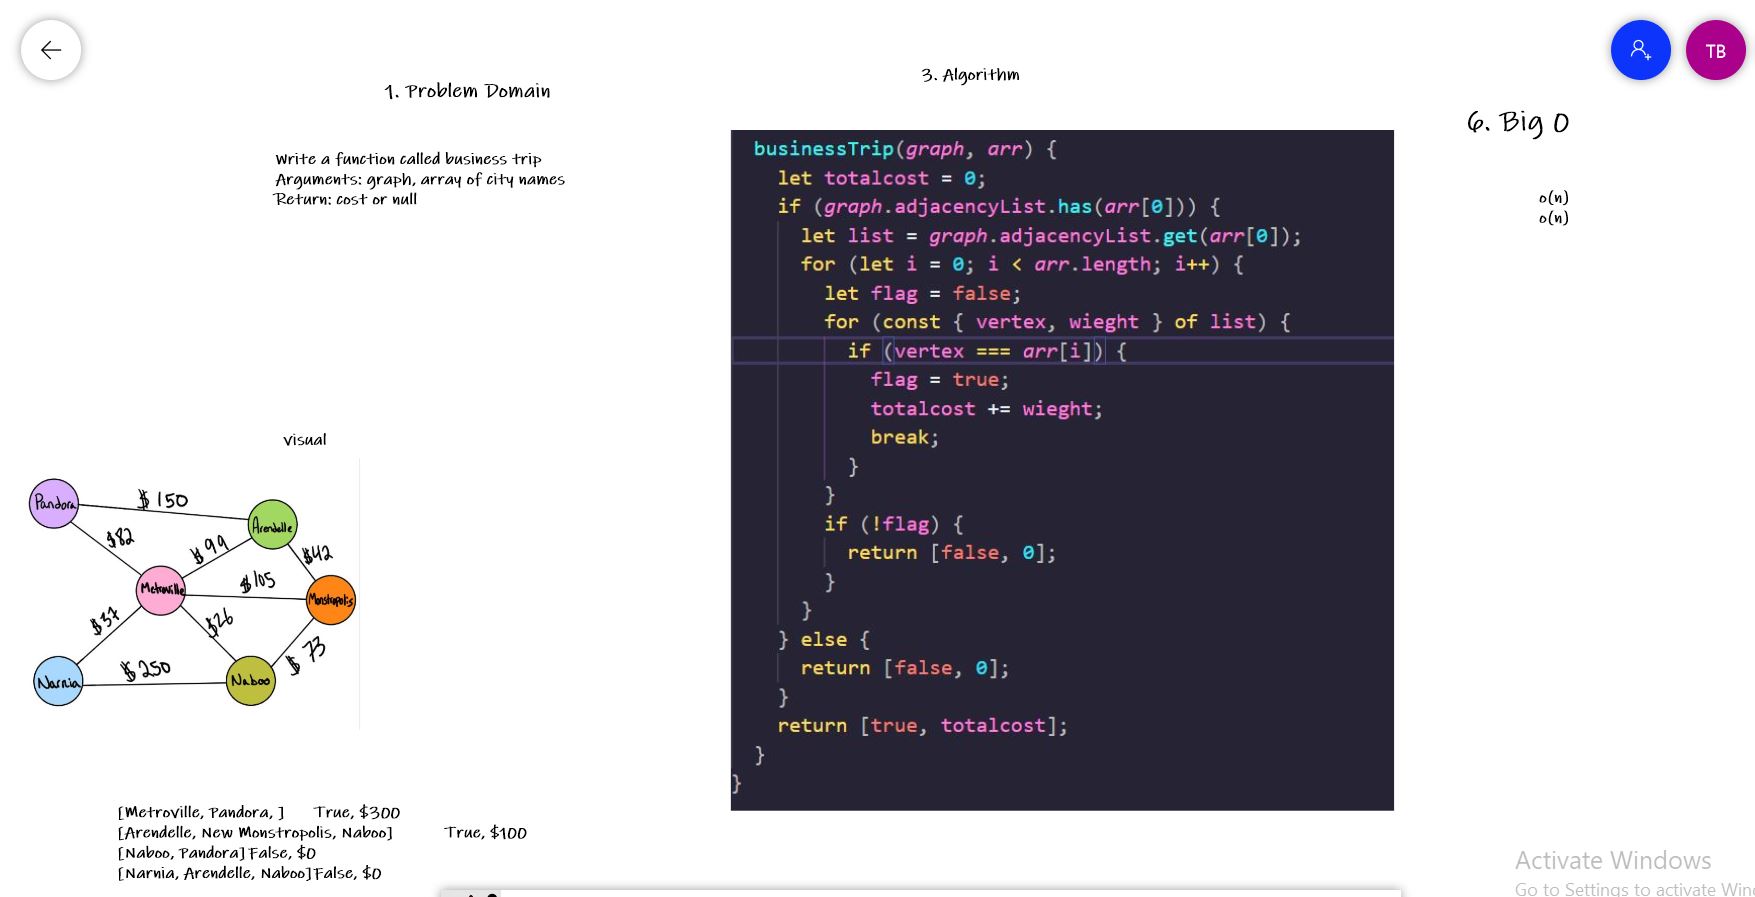 TB
1. Problem Domain
3. Algorithm
6. Big O
Write a function called business trip
Arguments: graph, array of city names
Return: cost or null
o(n)
o(n)
businessTrip(graph, arr) {
let totalcost = 0;
if (graph.adjacencyList.has(arr[0])) {
let list = graph.adjacencyList.get(arr[0]);
for (let i = 0; i < arr.length; i++) {
let flag = false;
for (const { vertex, wieght } of list) {
if (vertex === arr[i]) {
flag = true;
totalcost += wieght;
break;
}
}
if (!flag) {
return [false, 0];
}
}
} else {
return [false, 0];
}
return [true, totalcost];
}
}
visual
Pandora
$150
Arendelle
$82
$99
$42
Metroville
$105
Monstropolis
$37
$26
$73
Narnia
$250
Naboo
[Metroville, Pandora, ] True, $300
[Arendelle, New Monstropolis, Naboo] True, $100
[Naboo, Pandora] False, $0
[Narnia, Arendelle, Naboo] False, $0
Activate Windows
Go to Settings to activate Win